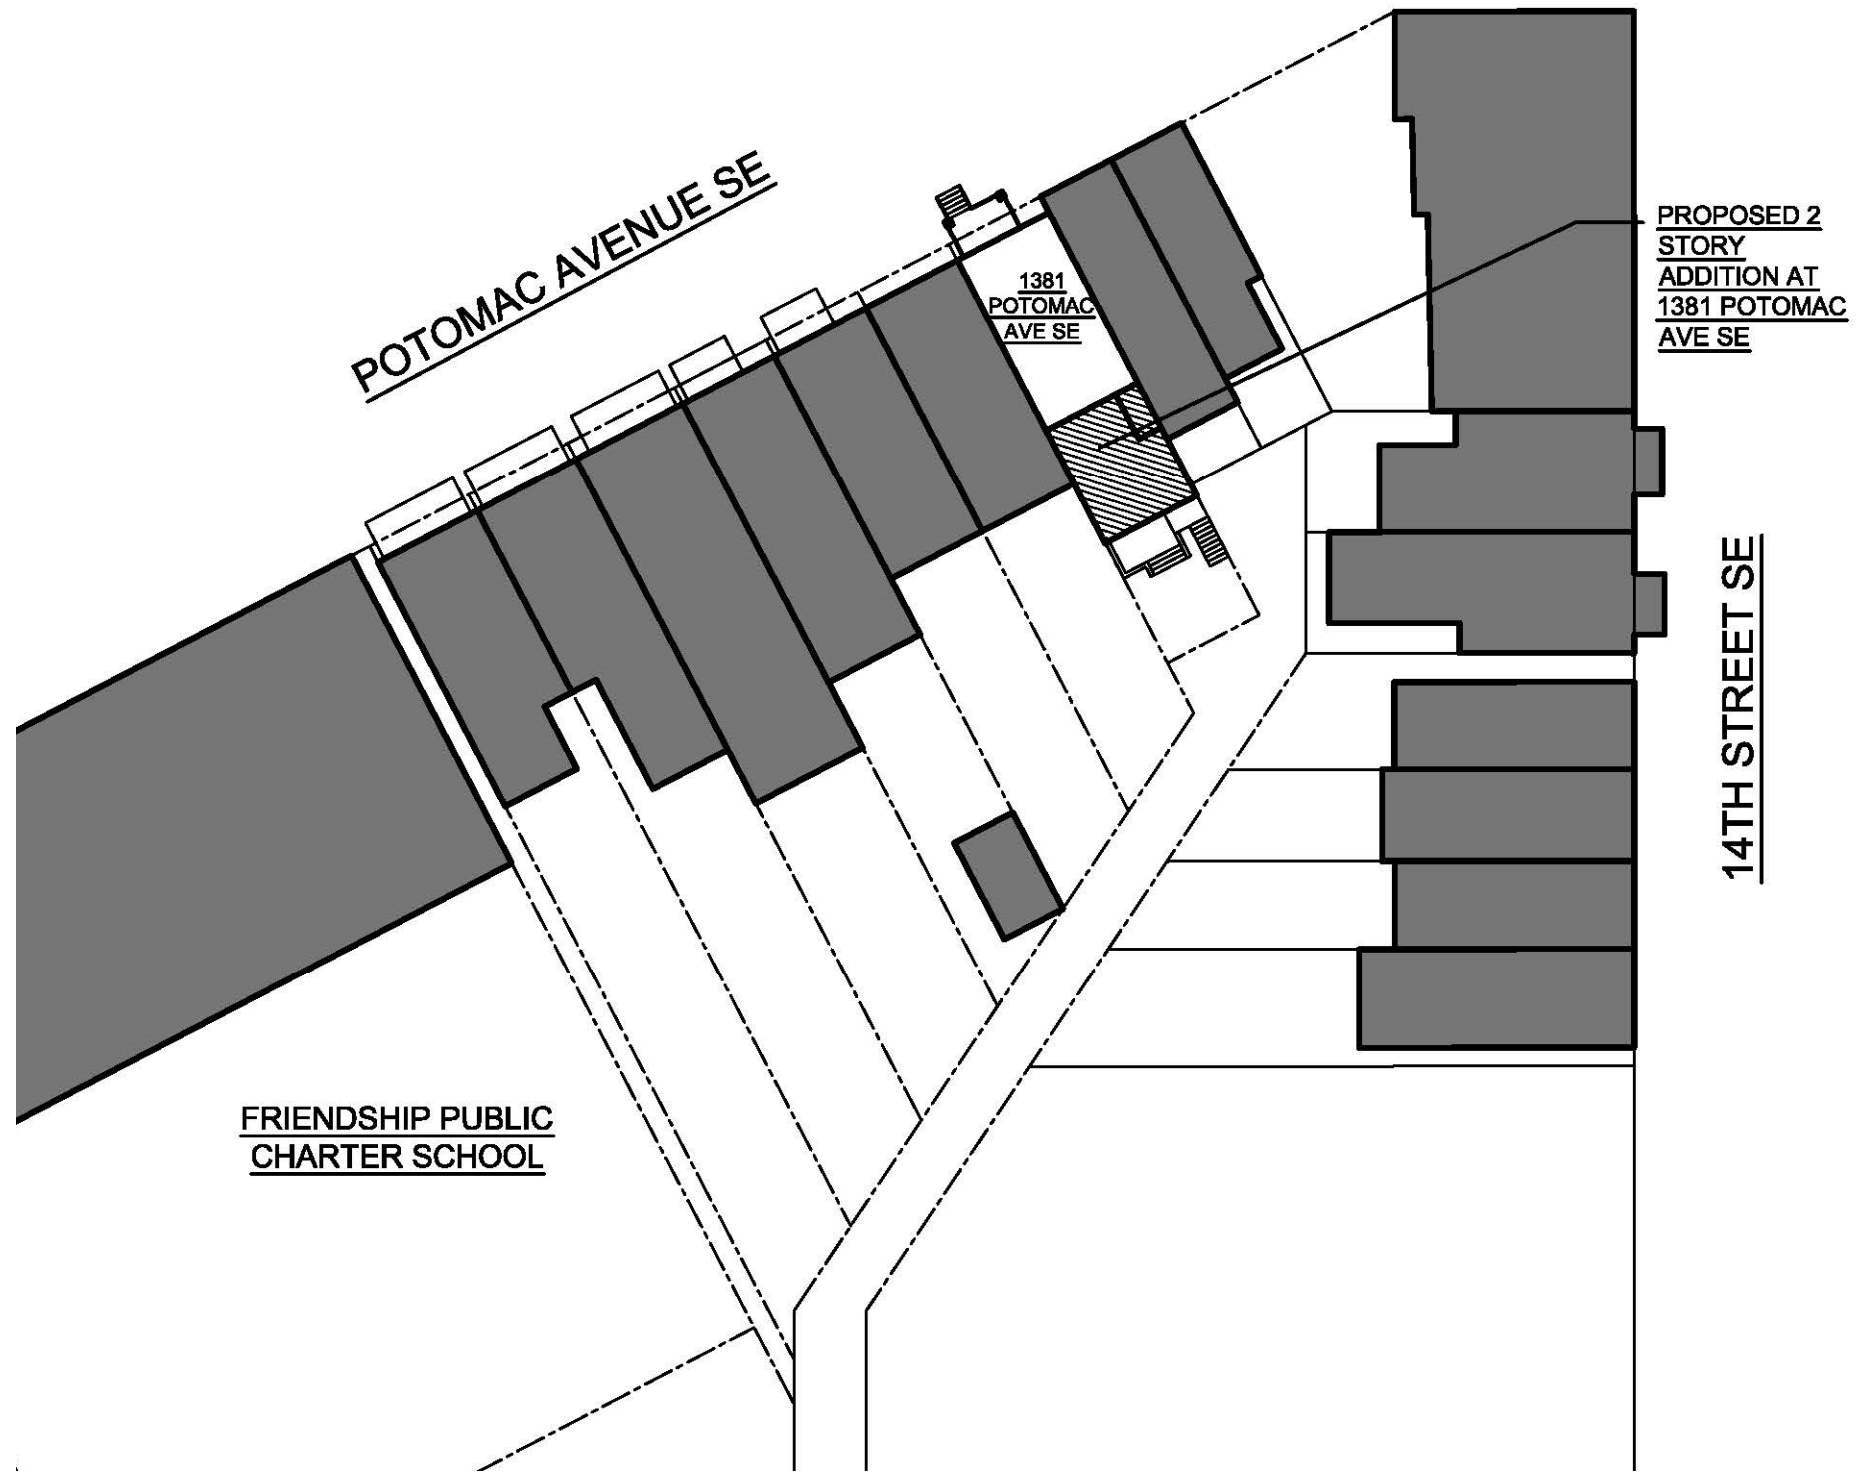 POTOMAC AVENUE SE
1381
POTOMAC
AVE SE
PROPOSED 2
STORY
ADDITION AT
1381 POTOMAC
AVE SE
14TH STREET SE
FRIENDSHIP PUBLIC
CHARTER SCHOOL